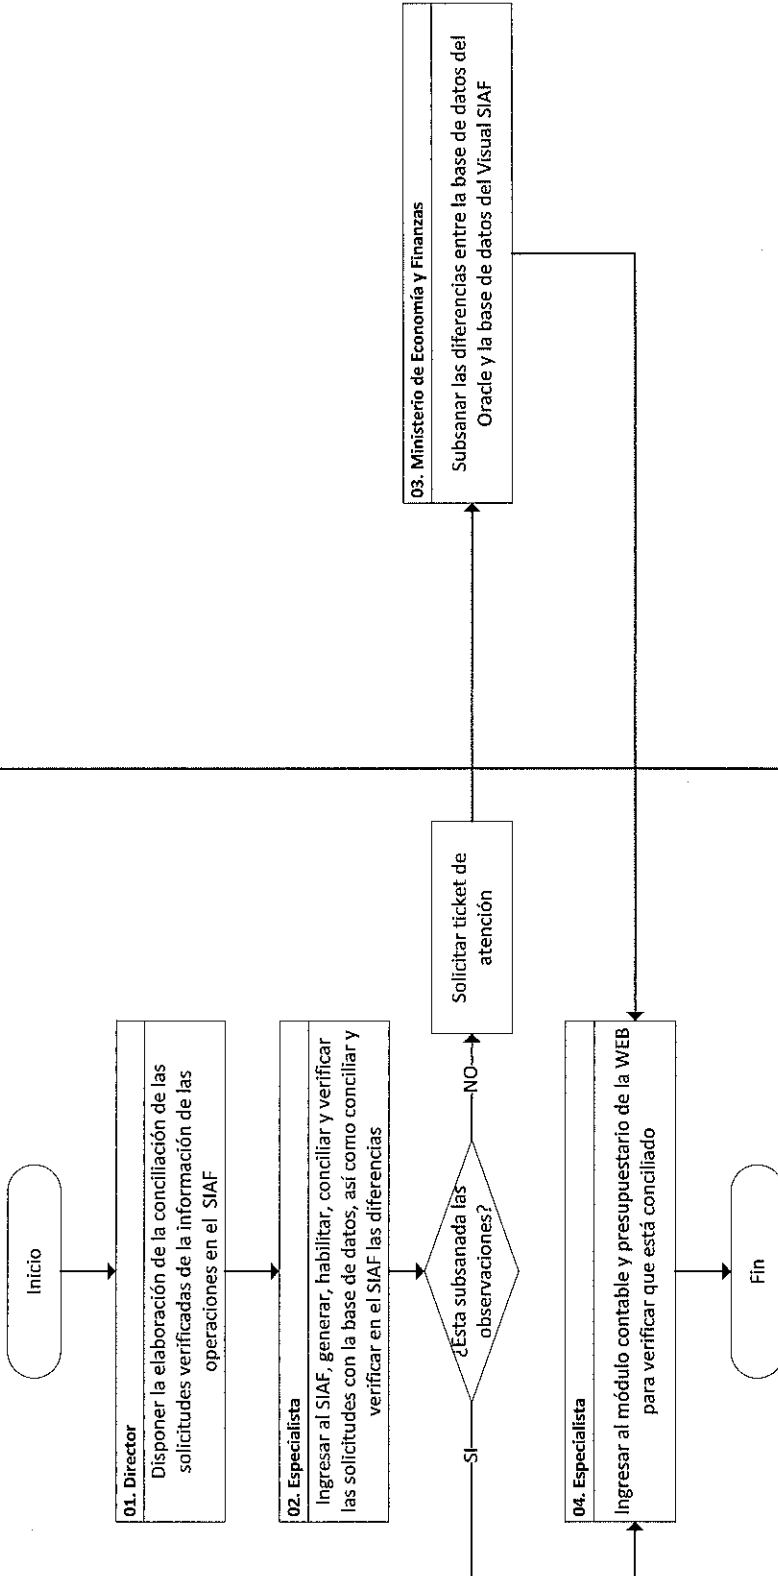 Inicio
01. Director
Disponer la elaboración de la conciliación de las
solicitudes verificadas de la información de las
operaciones en el SIAF
02. Especialista
Ingresar al SIAF, generar, habilitar, conciliar y verificar
las solicitudes con la base de datos, así como conciliar y
verificar en el SIAF las diferencias
¿Esta subsanada las
observaciones?
SI
NO
Solicitar ticket de
atención
03. Ministerio de Economía y Finanzas
Subsanar las diferencias entre la base de datos del
Oracle y la base de datos del Visual SIAF
04. Especialista
Ingresar al módulo contable y presupuestario de la WEB
para verificar que está conciliado
Fin